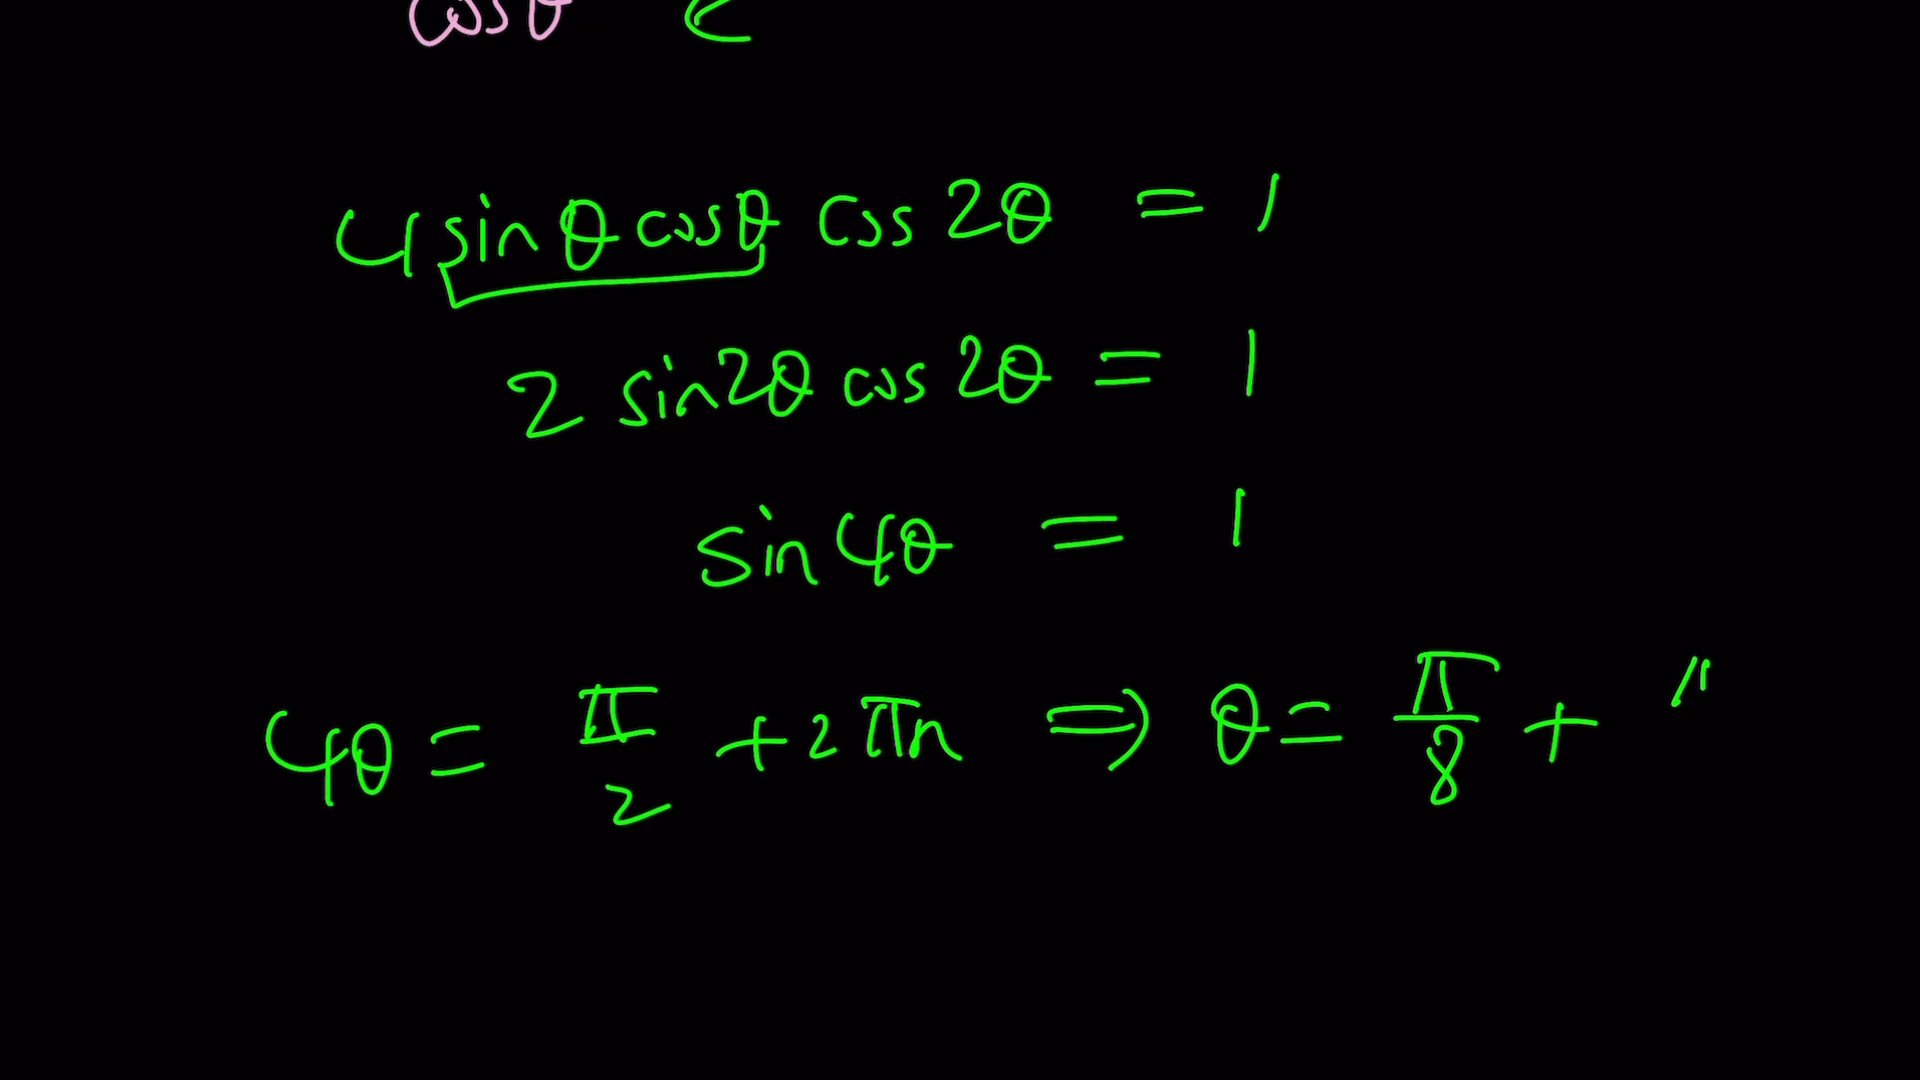 cosθ
4 sin θ cos θ cos 2θ = 1
2 sin 2θ cos 2θ = 1
sin 4θ = 1
4θ = π/2 + 2πn ⇒ θ = π/8 +